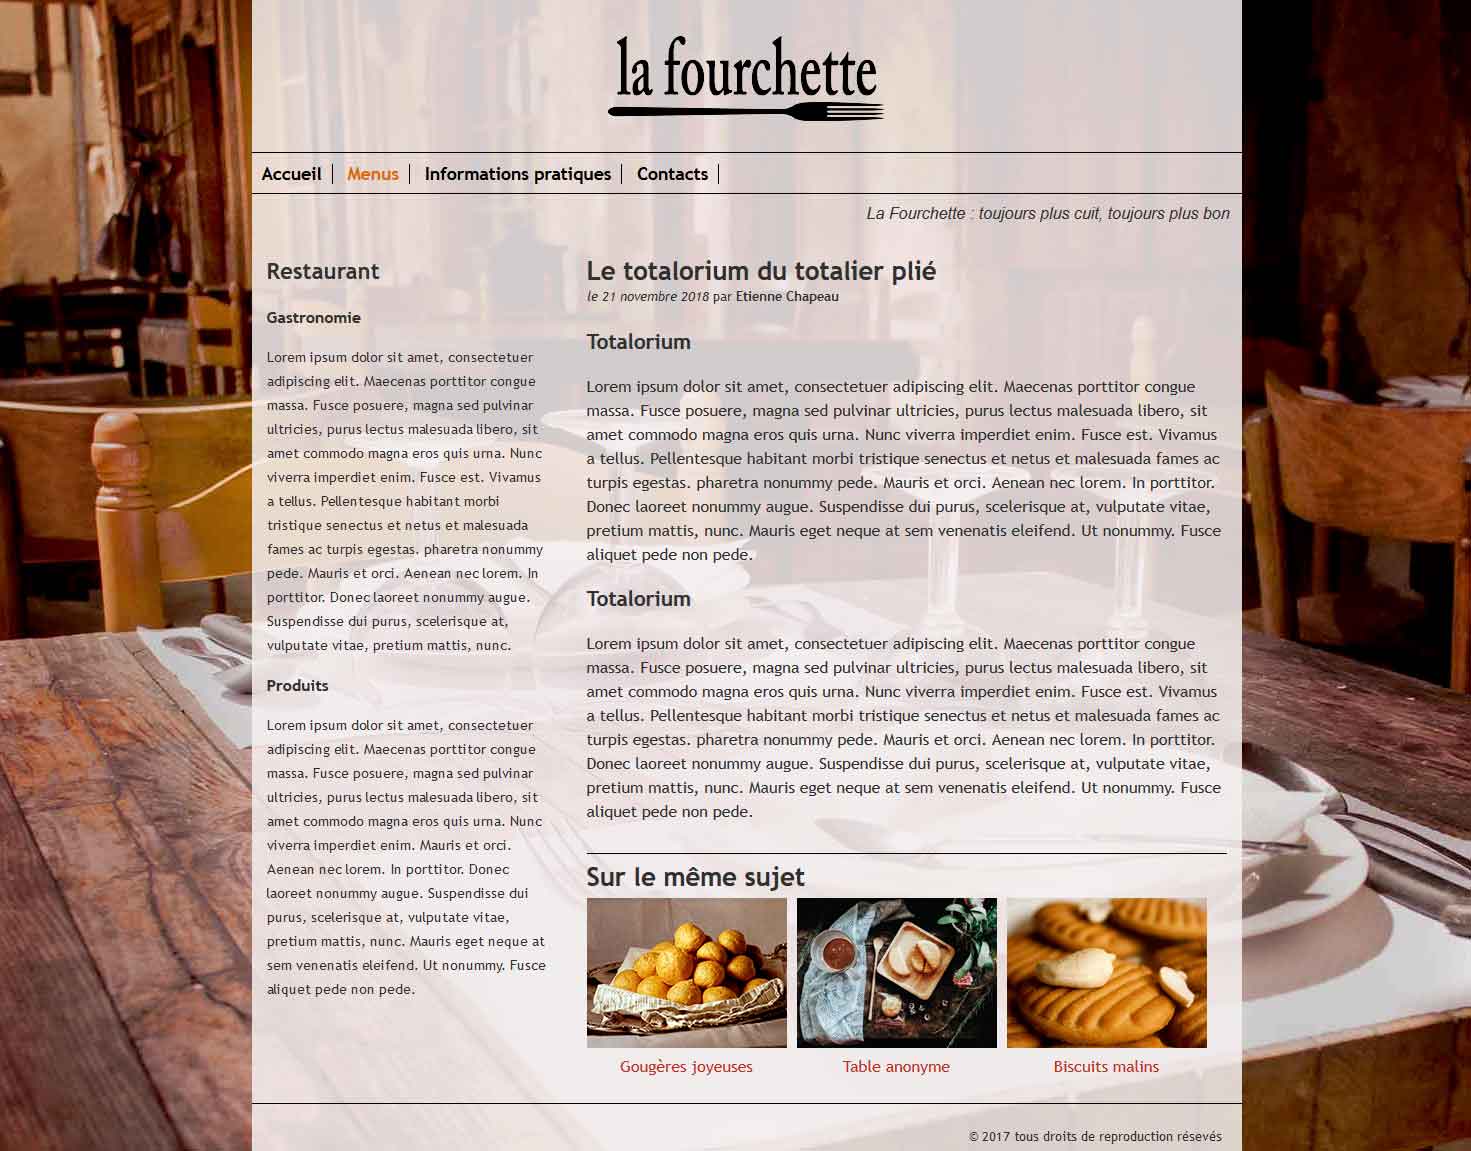 la fourchette
Accueil
Menus
Informations pratiques
Contacts
La Fourchette : toujours plus cuit, toujours plus bon
Restaurant
Gastronomie
Lorem ipsum dolor sit amet, consectetuer
adipiscing elit. Maecenas porttitor congue
massa. Fusce posuere, magna sed pulvinar
ultricies, purus lectus malesuada libero, sit
amet commodo magna eros quis urna. Nunc
viverra imperdiet enim. Fusce est. Vivamus
a tellus. Pellentesque habitant morbi
tristique senectus et netus et malesuada
fames ac turpis egestas. pharetra nonummy
pede. Mauris et orci. Aenean nec lorem. In
porttitor. Donec laoreet nonummy augue.
Suspendisse dui purus, scelerisque at,
vulputate vitae, pretium mattis, nunc.
Produits
Lorem ipsum dolor sit amet, consectetuer
adipiscing elit. Maecenas porttitor congue
massa. Fusce posuere, magna sed pulvinar
ultricies, purus lectus malesuada libero, sit
amet commodo magna eros quis urna. Nunc
viverra imperdiet enim. Mauris et orci.
Aenean nec lorem. In porttitor. Donec
laoreet nonummy augue. Suspendisse dui
purus, scelerisque at, vulputate vitae,
pretium mattis, nunc. Mauris eget neque at
sem venenatis eleifend. Ut nonummy. Fusce
aliquet pede non pede.
Le totalorium du totalier plié
le 21 novembre 2018 par Etienne Chapeau
Totalorium
Lorem ipsum dolor sit amet, consectetuer adipiscing elit. Maecenas porttitor congue
massa. Fusce posuere, magna sed pulvinar ultricies, purus lectus malesuada libero, sit
amet commodo magna eros quis urna. Nunc viverra imperdiet enim. Fusce est. Vivamus
a tellus. Pellentesque habitant morbi tristique senectus et netus et malesuada fames ac
turpis egestas. pharetra nonummy pede. Mauris et orci. Aenean nec lorem. In porttitor.
Donec laoreet nonummy augue. Suspendisse dui purus, scelerisque at, vulputate vitae,
pretium mattis, nunc. Mauris eget neque at sem venenatis eleifend. Ut nonummy. Fusce
aliquet pede non pede.
Totalorium
Lorem ipsum dolor sit amet, consectetuer adipiscing elit. Maecenas porttitor congue
massa. Fusce posuere, magna sed pulvinar ultricies, purus lectus malesuada libero, sit
amet commodo magna eros quis urna. Nunc viverra imperdiet enim. Fusce est. Vivamus
a tellus. Pellentesque habitant morbi tristique senectus et netus et malesuada fames ac
turpis egestas. pharetra nonummy pede. Mauris et orci. Aenean nec lorem. In porttitor.
Donec laoreet nonummy augue. Suspendisse dui purus, scelerisque at, vulputate vitae,
pretium mattis, nunc. Mauris eget neque at sem venenatis eleifend. Ut nonummy. Fusce
aliquet pede non pede.
Sur le même sujet
Gougères joyeuses
Table anonyme
Biscuits malins
© 2017 tous droits de reproduction résevés